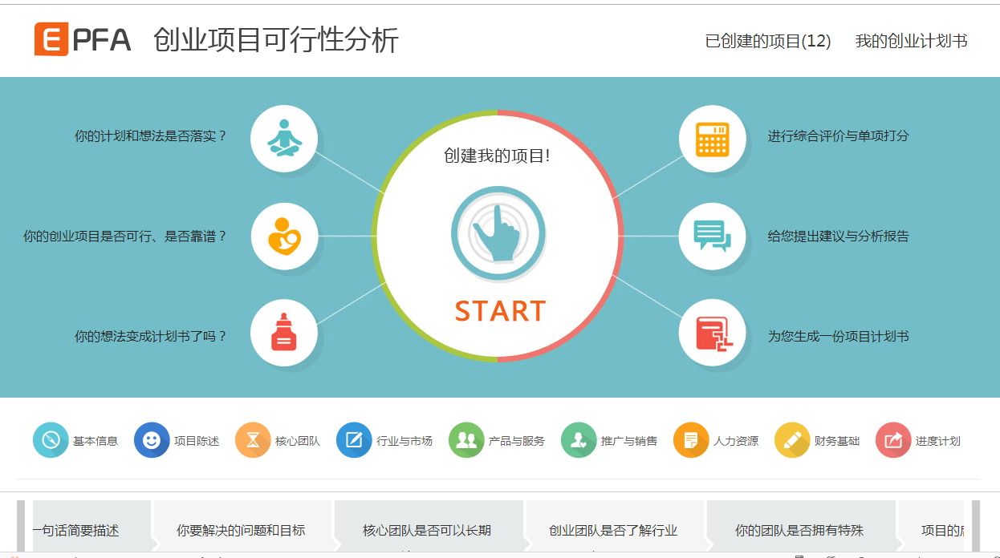 EPFA 创业项目可行性分析
已创建的项目(12) 我的创业计划书
你的计划和想法是否落实？
你的创业项目是否可行、是否靠谱？
你的想法变成计划书了吗？
创建我的项目!
START
进行综合评价与单项打分
给您提出建议与分析报告
为您生成一份项目计划书
基本信息 项目陈述 核心团队 行业与市场 产品与服务 推广与销售 人力资源 财务基础 进度计划
一句话简要描述 你要解决的问题和目标 核心团队是否可以长期 创业团队是否了解行业 你的团队是否拥有特殊 项目的